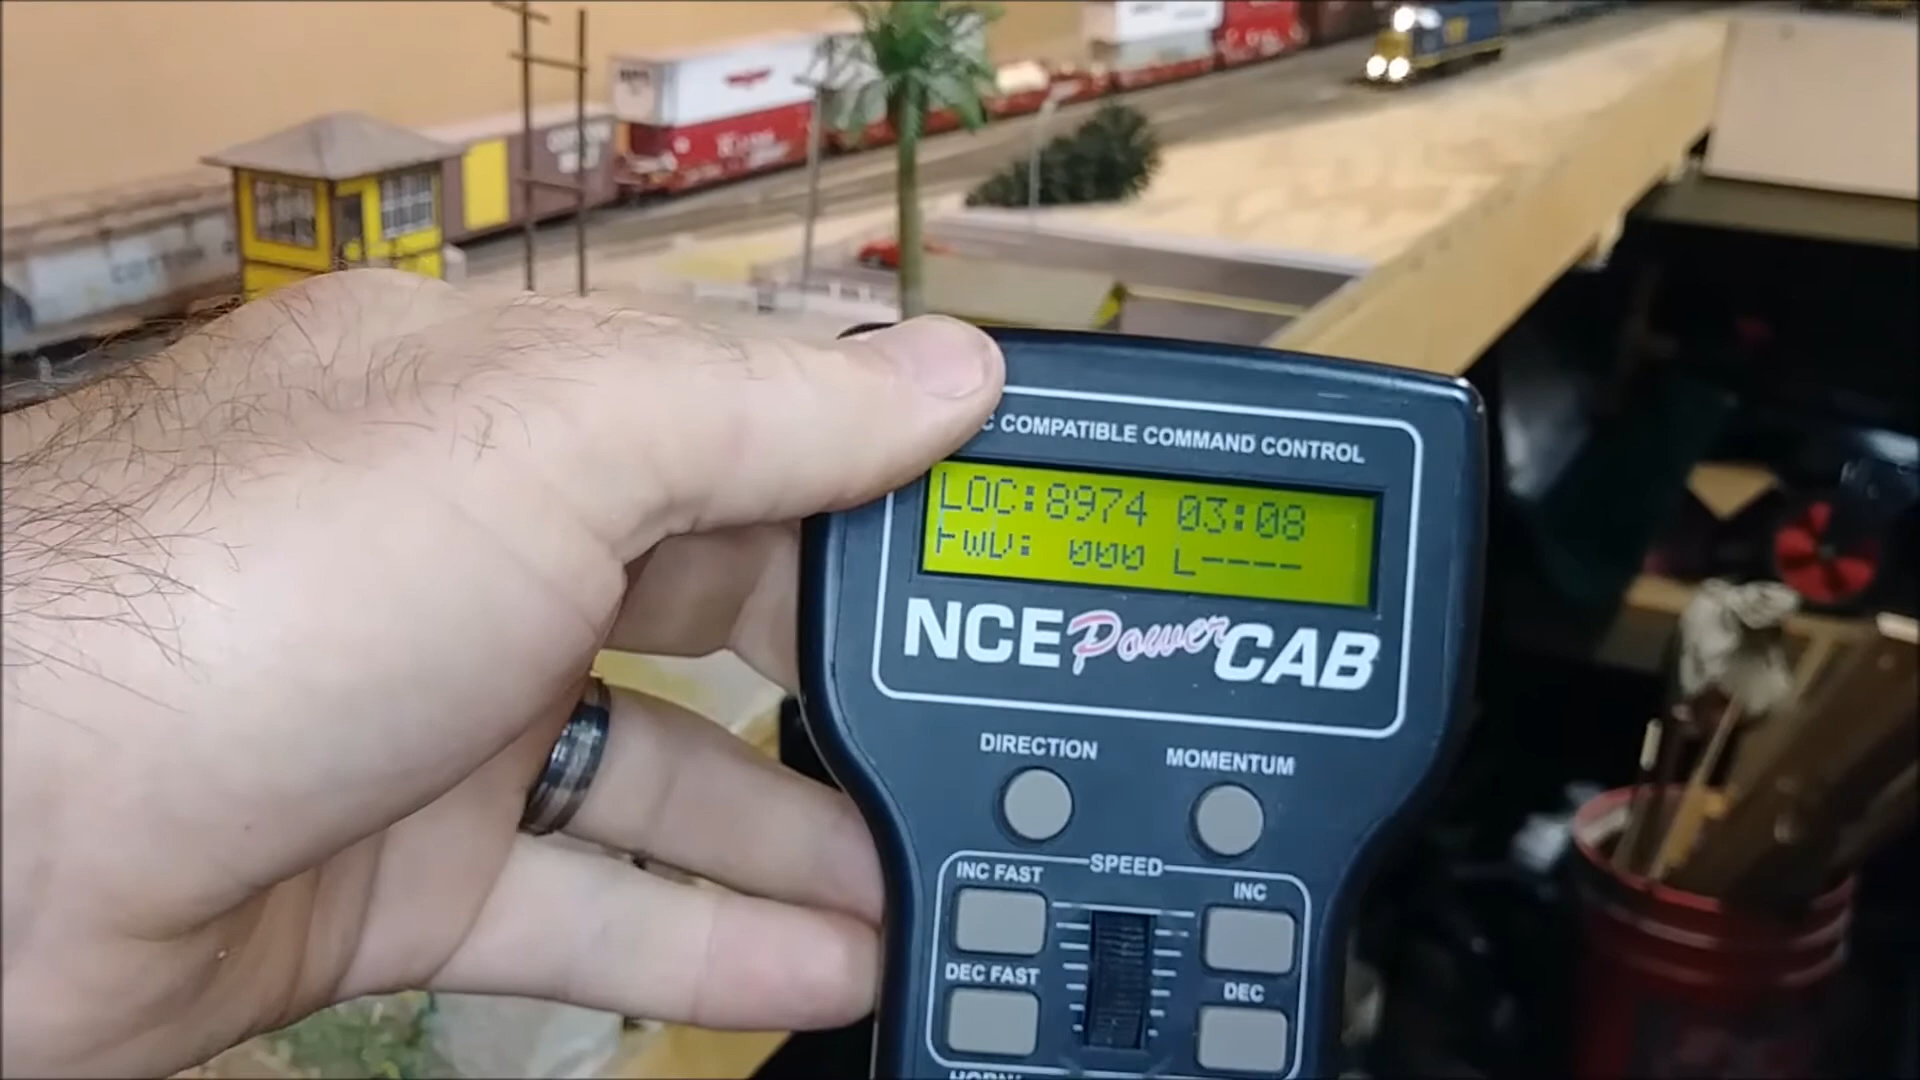 COTTON
C COMPATIBLE COMMAND CONTROL
LOC:8974 03:08
FWD: 000 L----
NCE Power CAB
DIRECTION
MOMENTUM
SPEED
INC FAST
INC
DEC FAST
DEC